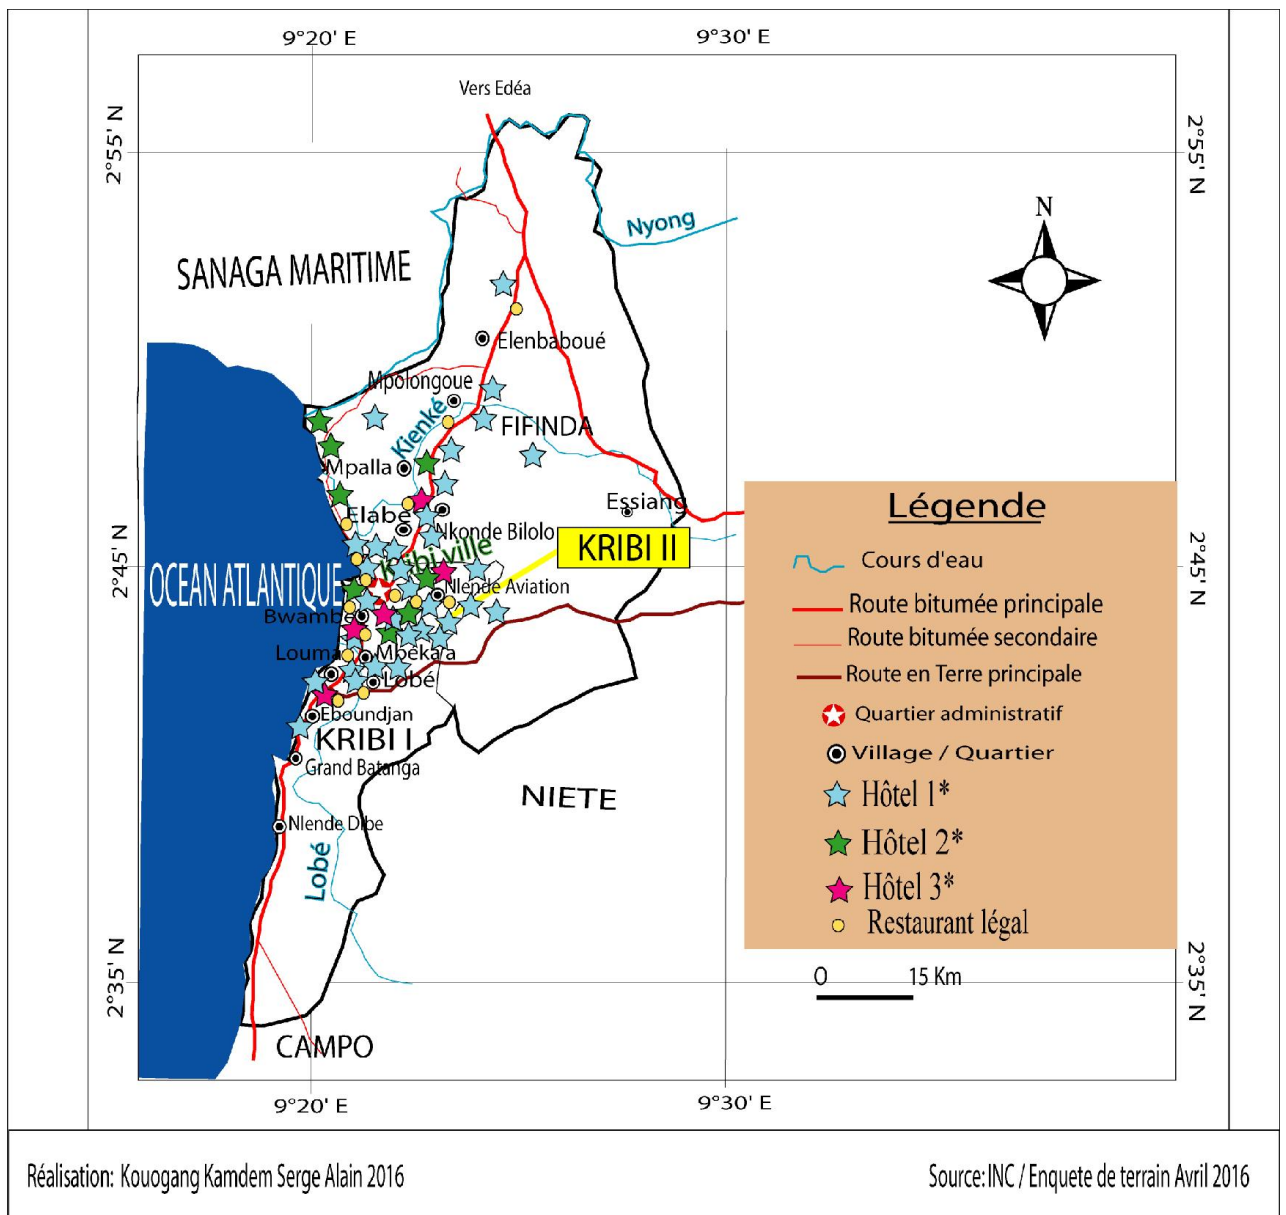 9°20' E
9°30' E
Vers Edéa
2°55' N
2°55' N
N
Nyong
SANAGA MARITIME
Elenbaboué
Mpolongoue
Kienké
FIFINDA
Mpalla
Essiang
Elabe
Nkonde Bilolo
Kribi ville
KRIBI II
2°45' N
2°45' N
OCEAN ATLANTIQUE
Nlende Aviation
Bwambe
Louma
Mbeka'a
Lobé
Eboundjan
KRIBI I
Grand Batanga
NIETE
Nlende Dibe
Lobé
Légende
Cours d'eau
Route bitumée principale
Route bitumée secondaire
Route en Terre principale
Quartier administratif
Village / Quartier
Hôtel 1*
Hôtel 2*
Hôtel 3*
Restaurant légal
0 15 Km
2°35' N
2°35' N
CAMPO
9°20' E
9°30' E
Réalisation: Kouogang Kamdem Serge Alain 2016
Source: INC / Enquete de terrain Avril 2016